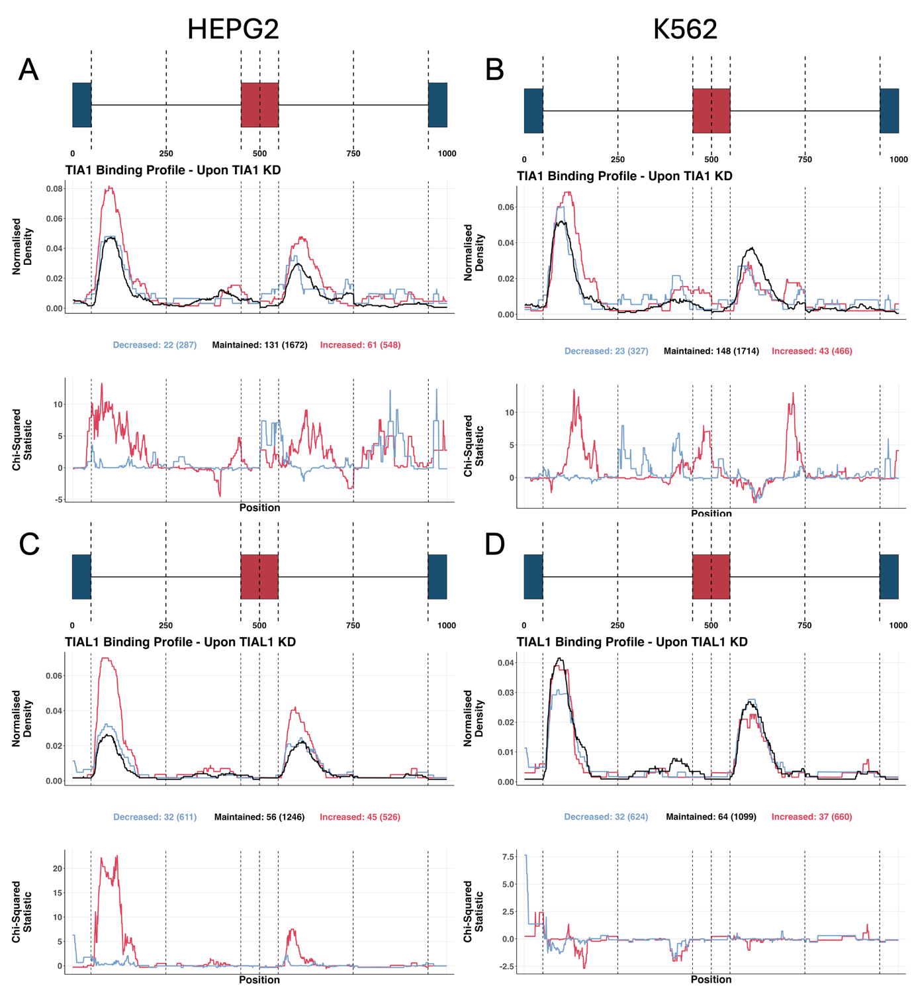 HEPG2
K562
A
0 250 500 750 1000
TIA1 Binding Profile - Upon TIA1 KD
Normalised
Density
0.08
0.06
0.04
0.02
0.00
Decreased: 22 (287) Maintained: 131 (1672) Increased: 61 (548)
Chi-Squared
Statistic
10
5
0
-5
Position
B
0 250 500 750 1000
TIA1 Binding Profile - Upon TIA1 KD
Normalised
Density
0.06
0.04
0.02
0.00
Decreased: 23 (327) Maintained: 148 (1714) Increased: 43 (466)
Chi-Squared
Statistic
10
5
0
Position
C
0 250 500 750 1000
TIAL1 Binding Profile - Upon TIAL1 KD
Normalised
Density
0.06
0.04
0.02
0.00
Decreased: 32 (611) Maintained: 56 (1246) Increased: 45 (526)
Chi-Squared
Statistic
20
15
10
5
0
Position
D
0 250 500 750 1000
TIAL1 Binding Profile - Upon TIAL1 KD
Normalised
Density
0.04
0.03
0.02
0.01
0.00
Decreased: 32 (624) Maintained: 64 (1099) Increased: 37 (660)
Chi-Squared
Statistic
7.5
5.0
2.5
0.0
-2.5
Position